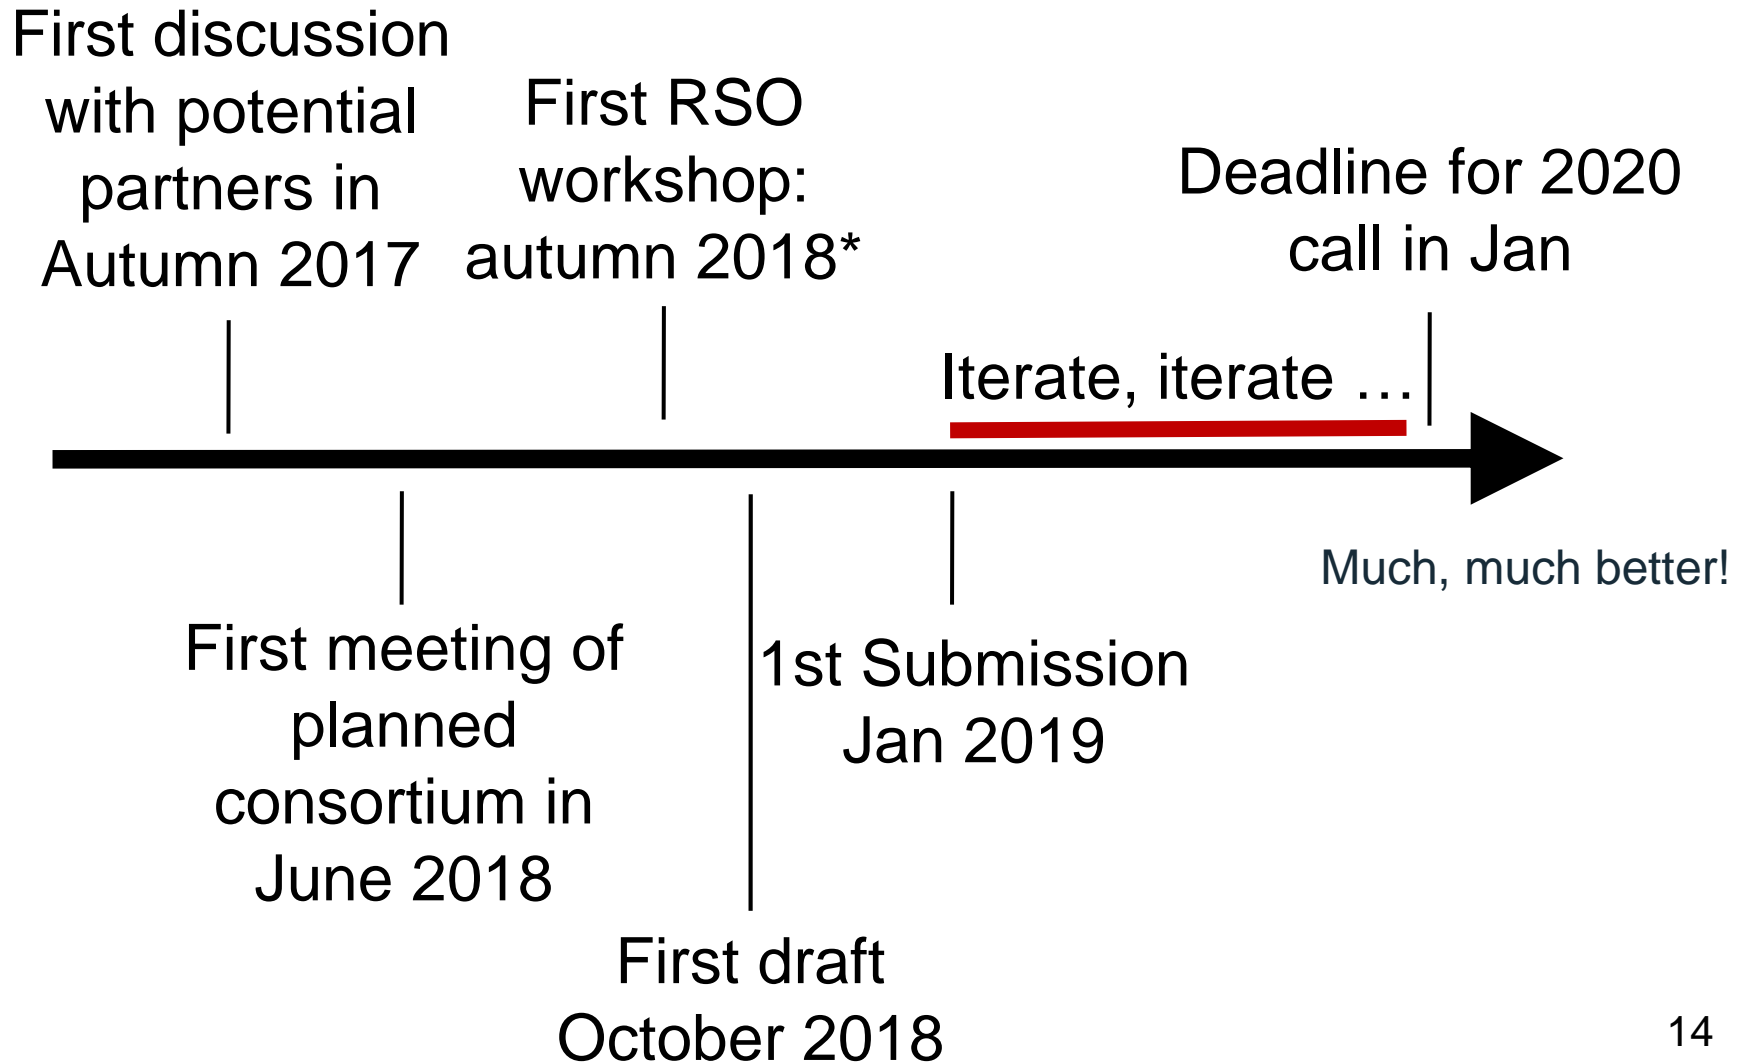 First discussion
with potential
partners in
Autumn 2017
First RSO
workshop:
autumn 2018*
Deadline for 2020
call in Jan
Iterate, iterate …
Much, much better!
First meeting of
planned
consortium in
June 2018
1st Submission
Jan 2019
First draft
October 2018
14